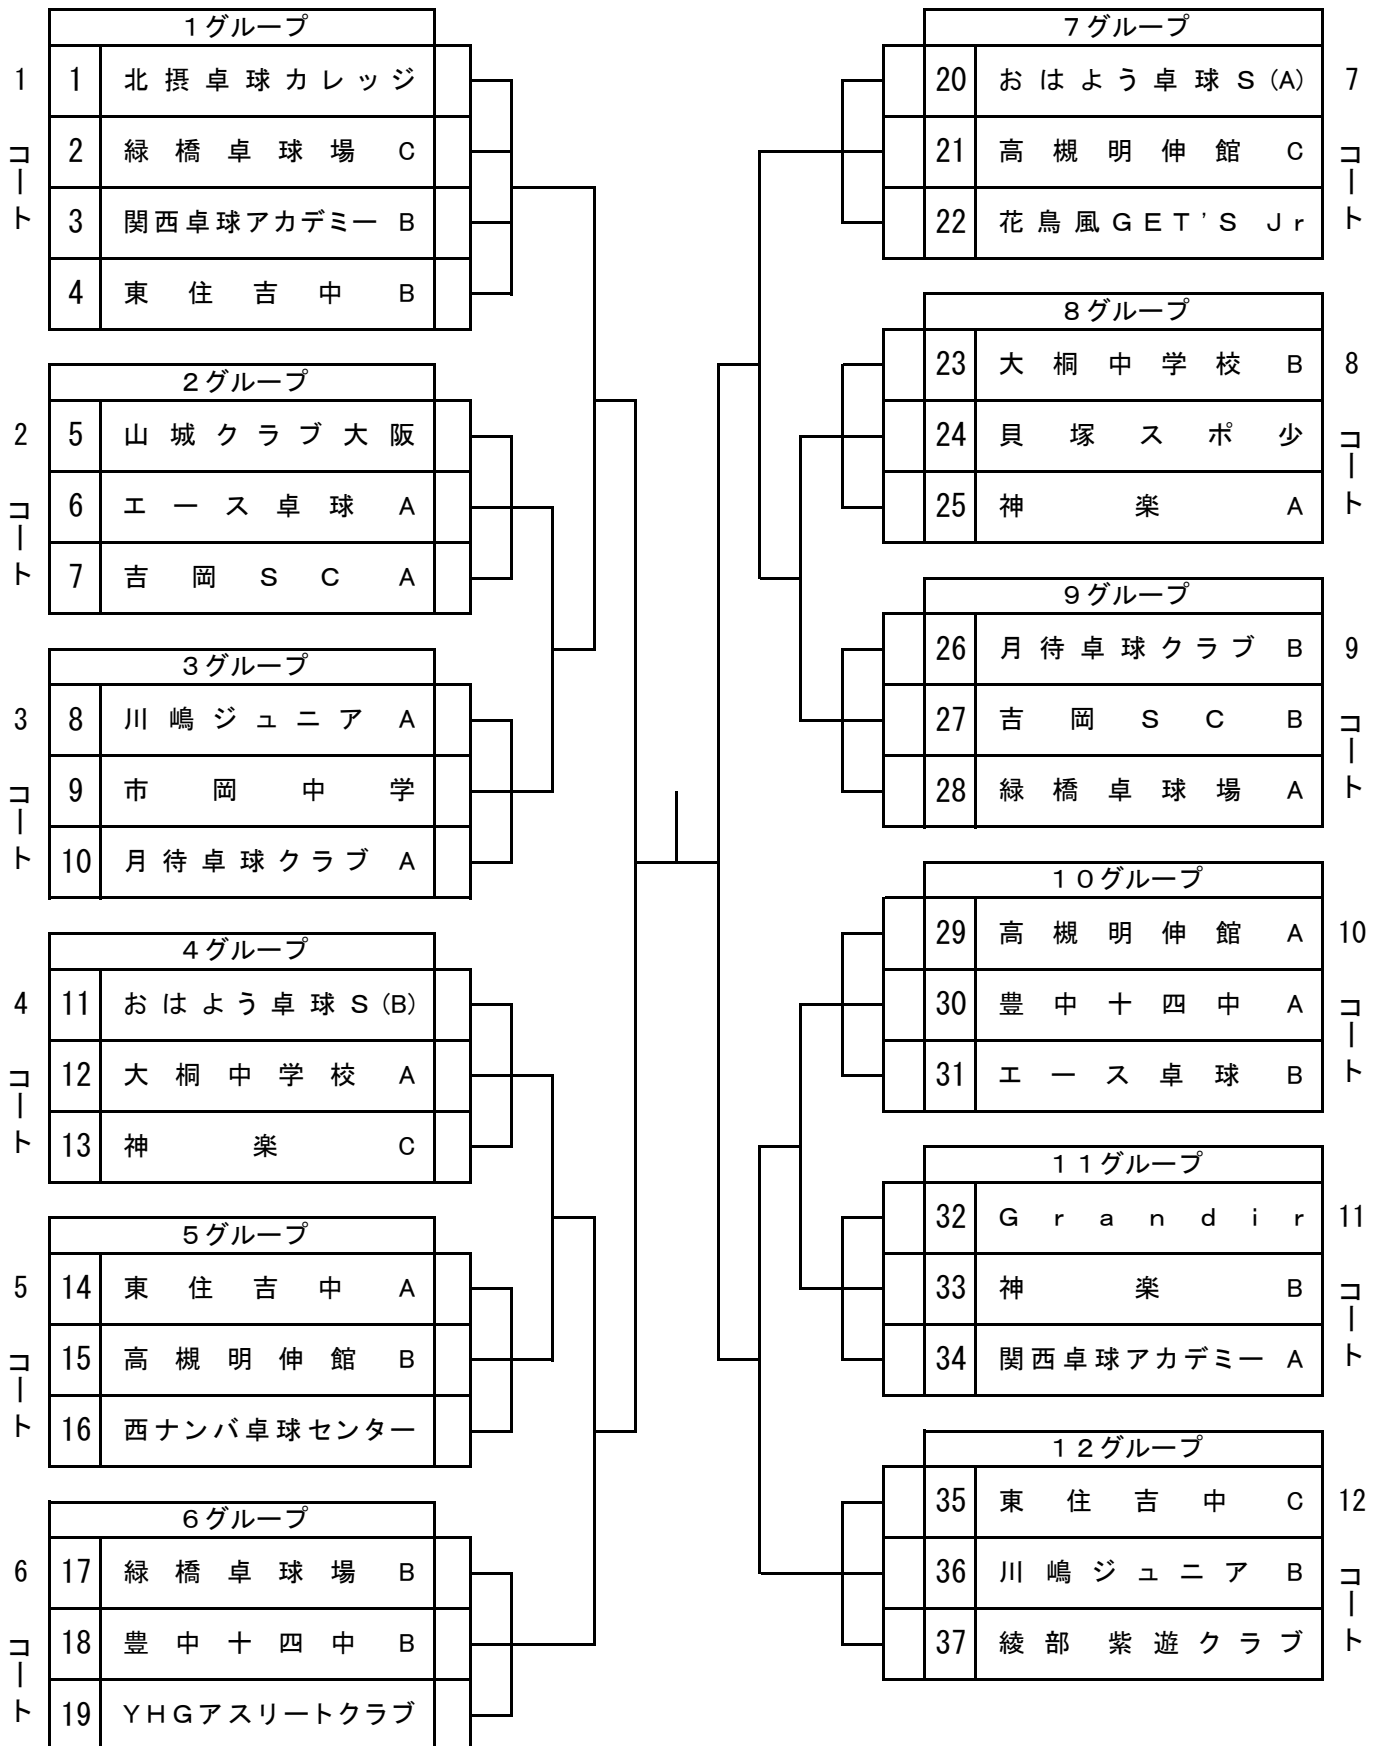 1グループ
1 北摂卓球カレッジ
2 緑橋卓球場 C
3 関西卓球アカデミー B
4 東住吉中 B
1コート
2グループ
5 山城クラブ大阪
6 エース卓球 A
7 吉岡SC A
2コート
3グループ
8 川嶋ジュニア A
9 市岡中学
10 月待卓球クラブ A
3コート
4グループ
11 おはよう卓球S(B)
12 大桐中学校 A
13 神楽 C
4コート
5グループ
14 東住吉中 A
15 高槻明伸館 B
16 西ナンバ卓球センター
5コート
6グループ
17 緑橋卓球場 B
18 豊中十四中 B
19 YHGアスリートクラブ
6コート
7グループ
20 おはよう卓球S(A)
21 高槻明伸館 C
22 花鳥風GET'S Jr
7コート
8グループ
23 大桐中学校 B
24 貝塚スポ少
25 神楽 A
8コート
9グループ
26 月待卓球クラブ B
27 吉岡SC B
28 緑橋卓球場 A
9コート
10グループ
29 高槻明伸館 A
30 豊中十四中 A
31 エース卓球 B
10コート
11グループ
32 Grandir
33 神楽 B
34 関西卓球アカデミー A
11コート
12グループ
35 東住吉中 C
36 川嶋ジュニア B
37 綾部 紫遊クラブ
12コート